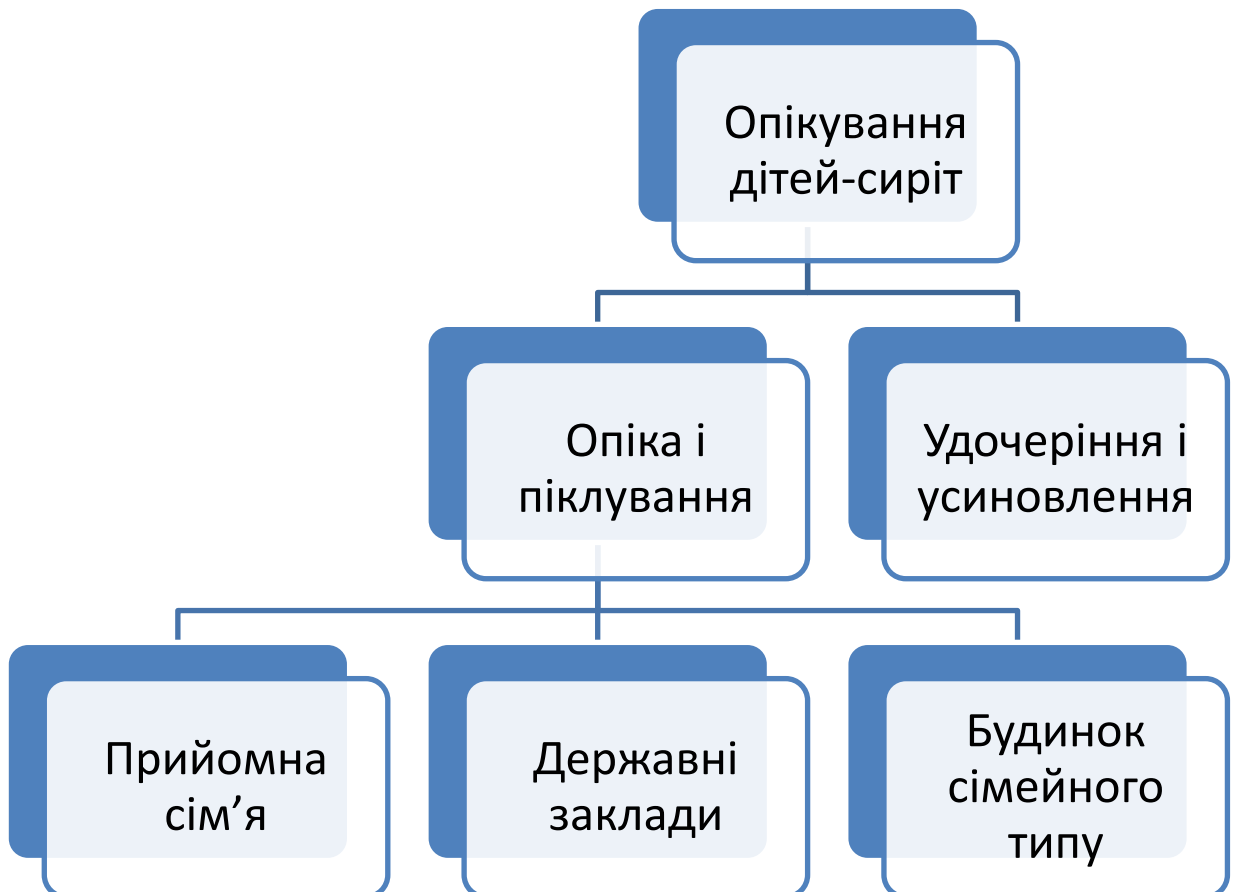 Опікування
дітей-сиріт
Опіка і
піклування
Удочеріння і
усиновлення
Прийомна
сім’я
Державні
заклади
Будинок
сімейного
типу